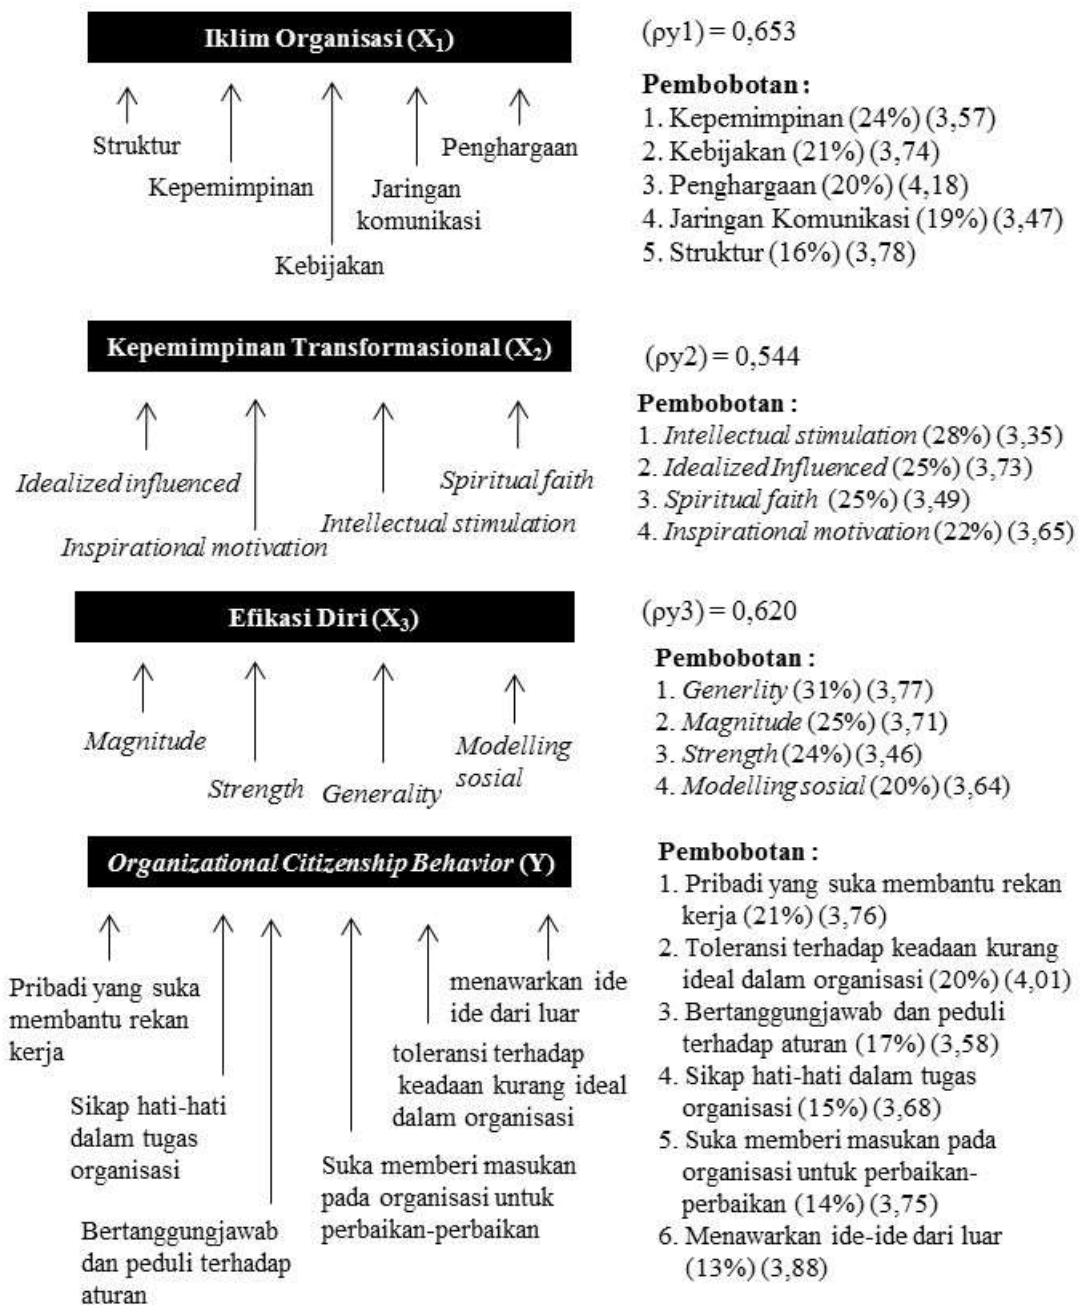 Iklim Organisasi (X₁)
Struktur
Kepemimpinan
Kebijakan
Jaringan
komunikasi
Penghargaan
(ρy1) = 0,653
Pembobotan :
1. Kepemimpinan (24%) (3,57)
2. Kebijakan (21%) (3,74)
3. Penghargaan (20%) (4,18)
4. Jaringan Komunikasi (19%) (3,47)
5. Struktur (16%) (3,78)
Kepemimpinan Transformasional (X₂)
Idealized influenced
Inspirational motivation
Intellectual stimulation
Spiritual faith
(ρy2) = 0,544
Pembobotan :
1. Intellectual stimulation (28%) (3,35)
2. Idealized Influenced (25%) (3,73)
3. Spiritual faith (25%) (3,49)
4. Inspirational motivation (22%) (3,65)
Efikasi Diri (X₃)
Magnitude
Strength
Generality
Modelling
sosial
(ρy3) = 0,620
Pembobotan :
1. Generlity (31%) (3,77)
2. Magnitude (25%) (3,71)
3. Strength (24%) (3,46)
4. Modelling sosial (20%) (3,64)
Organizational Citizenship Behavior (Y)
Pribadi yang suka
membantu rekan
kerja
Sikap hati-hati
dalam tugas
organisasi
Bertanggungjawab
dan peduli terhadap
aturan
Suka memberi masukan
pada organisasi untuk
perbaikan-perbaikan
toleransi terhadap
keadaan kurang ideal
dalam organisasi
menawarkan ide
ide dari luar
Pembobotan :
1. Pribadi yang suka membantu rekan
kerja (21%) (3,76)
2. Toleransi terhadap keadaan kurang
ideal dalam organisasi (20%) (4,01)
3. Bertanggungjawab dan peduli
terhadap aturan (17%) (3,58)
4. Sikap hati-hati dalam tugas
organisasi (15%) (3,68)
5. Suka memberi masukan pada
organisasi untuk perbaikan-
perbaikan (14%) (3,75)
6. Menawarkan ide-ide dari luar
(13%) (3,88)